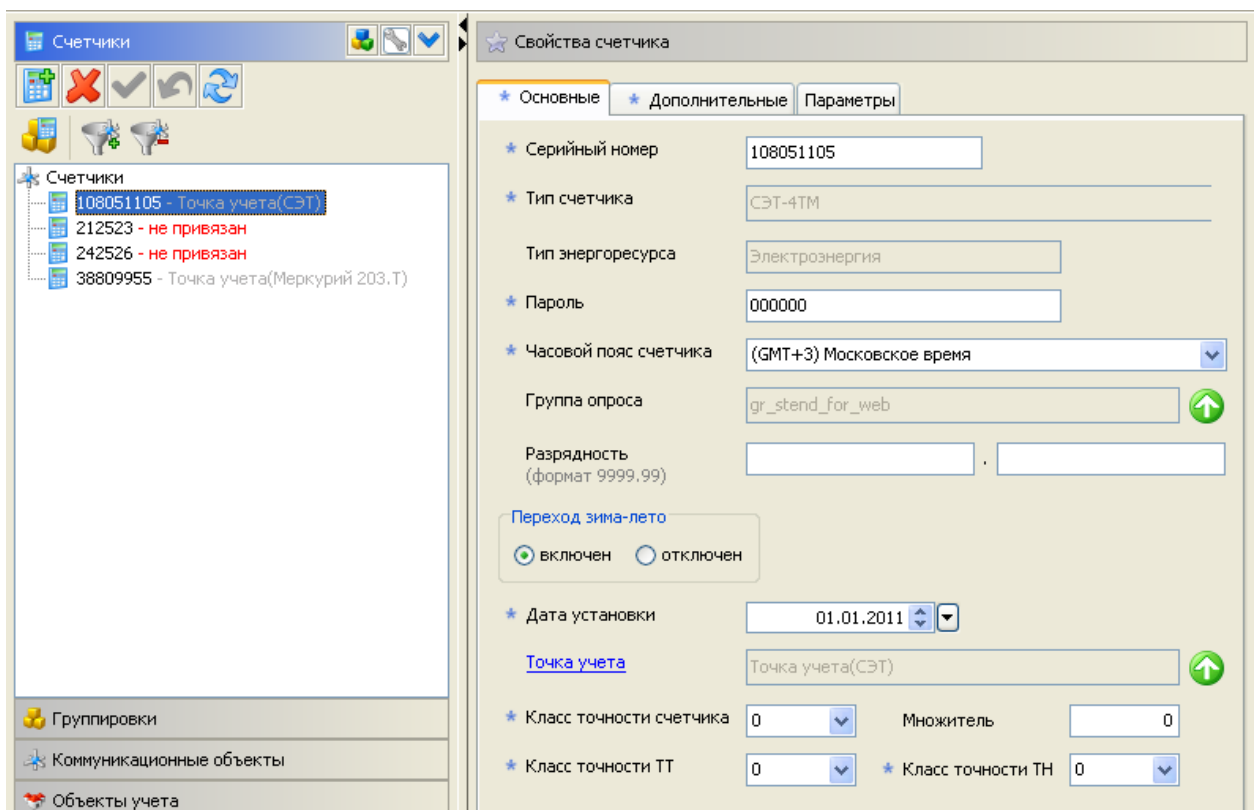 Счетчики
Счетчики
108051105 - Точка учета(СЭТ)
212523 - не привязан
242526 - не привязан
38809955 - Точка учета(Меркурий 203.Т)
Группировки
Коммуникационные объекты
Объекты учета
Свойства счетчика
* Основные
* Дополнительные
Параметры
* Серийный номер 108051105
* Тип счетчика СЭТ-4ТМ
Тип энергоресурса Электроэнергия
* Пароль 000000
* Часовой пояс счетчика (GMT+3) Московское время
Группа опроса gr_stend_for_web
Разрядность .
(формат 9999.99)
Переход зима-лето
включен отключен
* Дата установки 01.01.2011
Точка учета Точка учета(СЭТ)
* Класс точности счетчика 0 Множитель 0
* Класс точности ТТ 0 * Класс точности ТН 0